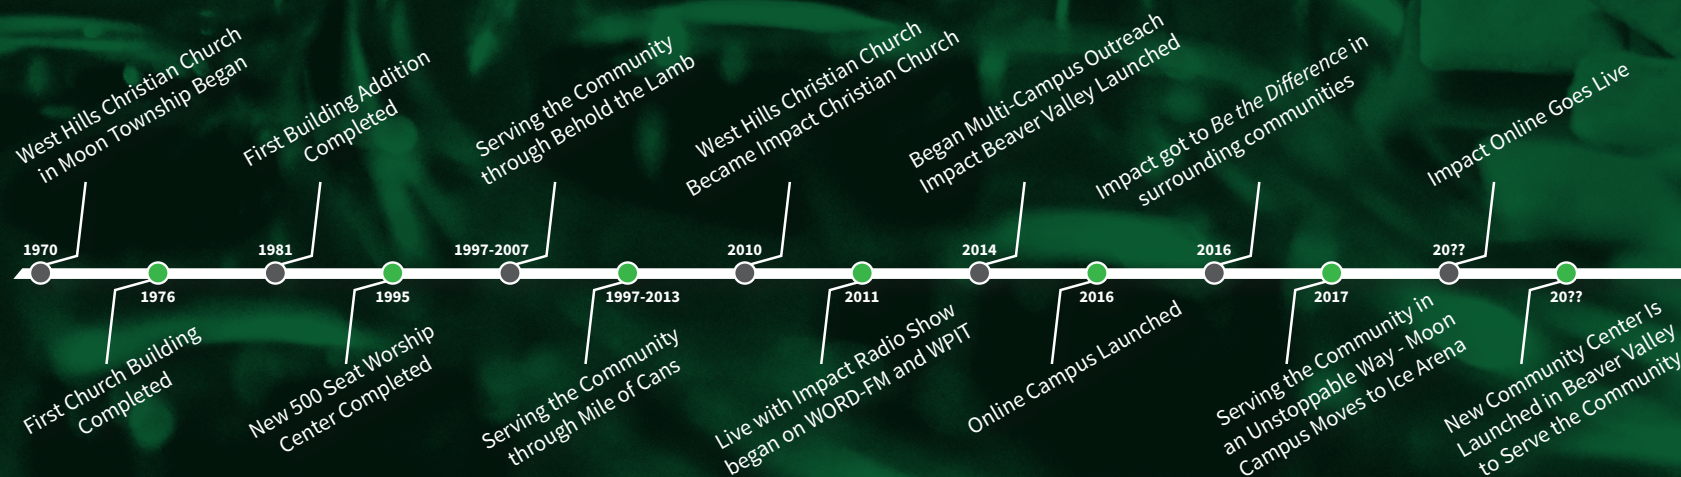 West Hills Christian Church
in Moon Township Began
1970
1976
First Church Building
Completed
First Building Addition
Completed
1981
1995
New 500 Seat Worship
Center Completed
Serving the Community
through Behold the Lamb
1997-2007
1997-2013
Serving the Community
through Mile of Cans
West Hills Christian Church
Became Impact Christian Church
2010
2011
Live with Impact Radio Show
began on WORD-FM and WPIT
Began Multi-Campus Outreach
Impact Beaver Valley Launched
2014
2016
Online Campus Launched
Impact got to Be the Difference in
surrounding communities
2016
2017
Serving the Community in
an Unstoppable Way - Moon
Campus Moves to Ice Arena
Impact Online Goes Live
20??
20??
New Community Center Is
Launched in Beaver Valley
to Serve the Community